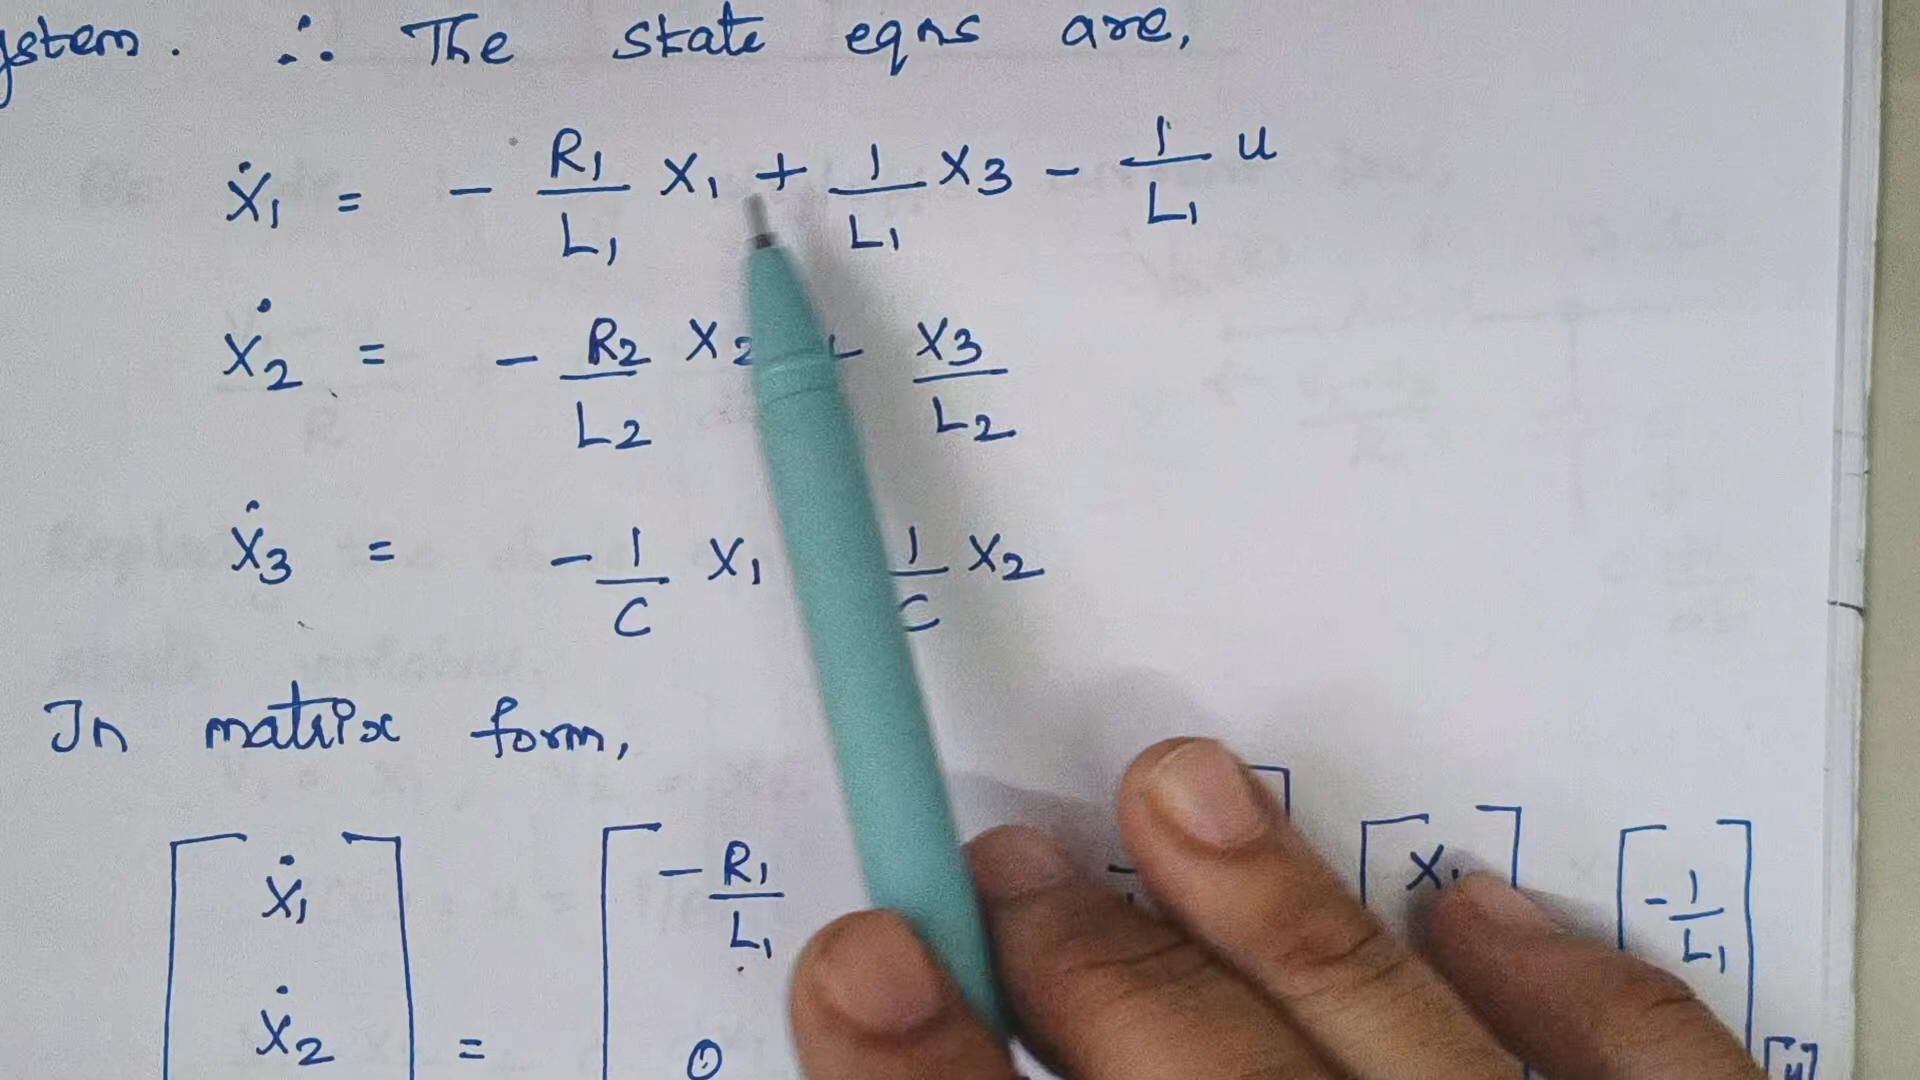 ystem. ∴ The state eqns are,
Ẋ1 = - R1/L1 X1 + 1/L1 X3 - 1/L1 u
Ẋ2 = - R2/L2 X2 X3/L2
Ẋ3 = - 1/C X1 1/C X2
In matrix form,
Ẋ1 -R1/L1 X1 -1/L1
Ẋ2 = 0 [u]